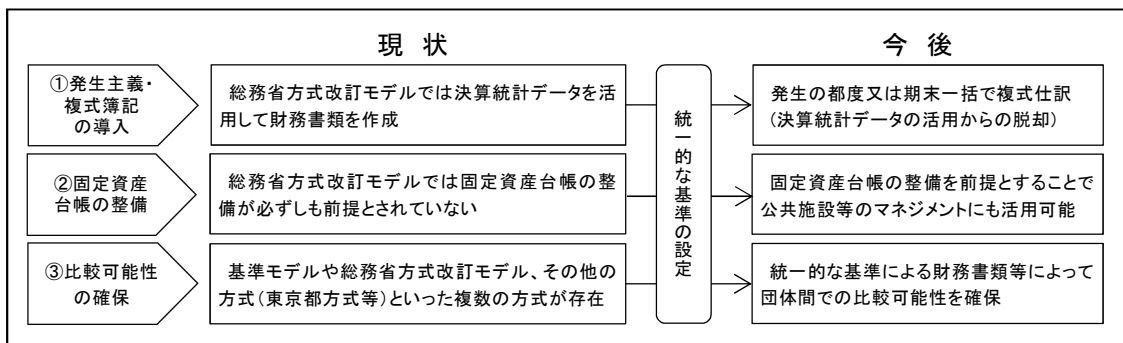 現 状
今 後
①発生主義・
複式簿記
の導入
総務省方式改訂モデルでは決算統計データを活
用して財務書類を作成
発生の都度又は期末一括で複式仕訳
(決算統計データの活用からの脱却)
②固定資産
台帳の整備
総務省方式改訂モデルでは固定資産台帳の整
備が必ずしも前提とされていない
統一的な基準の設定
固定資産台帳の整備を前提とすることで
公共施設等のマネジメントにも活用可能
③比較可能性
の確保
基準モデルや総務省方式改訂モデル、その他の
方式(東京都方式等)といった複数の方式が存在
統一的な基準による財務書類等によって
団体間での比較可能性を確保